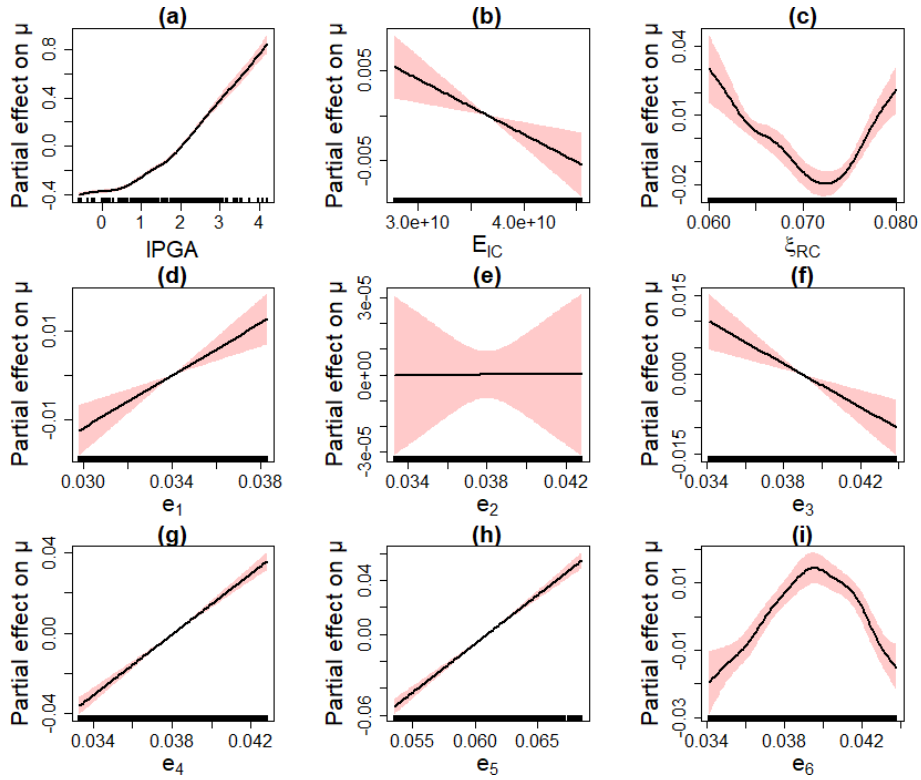 (a)
Partial effect on μ
-0.4 0.0 0.4 0.8
0 1 2 3 4
lPGA
(b)
Partial effect on μ
-0.005 0.005
3.0e+10 4.0e+10
E_IC
(c)
Partial effect on μ
-0.02 0.01 0.04
0.060 0.070 0.080
ξ_RC
(d)
Partial effect on μ
-0.01 0.01
0.030 0.034 0.038
e₁
(e)
Partial effect on μ
-3e-05 0e+00 3e-05
0.034 0.038 0.042
e₂
(f)
Partial effect on μ
-0.015 0.000 0.015
0.034 0.038 0.042
e₃
(g)
Partial effect on μ
-0.04 0.00 0.04
0.034 0.038 0.042
e₄
(h)
Partial effect on μ
-0.06 0.00 0.04
0.055 0.060 0.065
e₅
(i)
Partial effect on μ
-0.03 -0.01 0.01
0.034 0.038 0.042
e₆